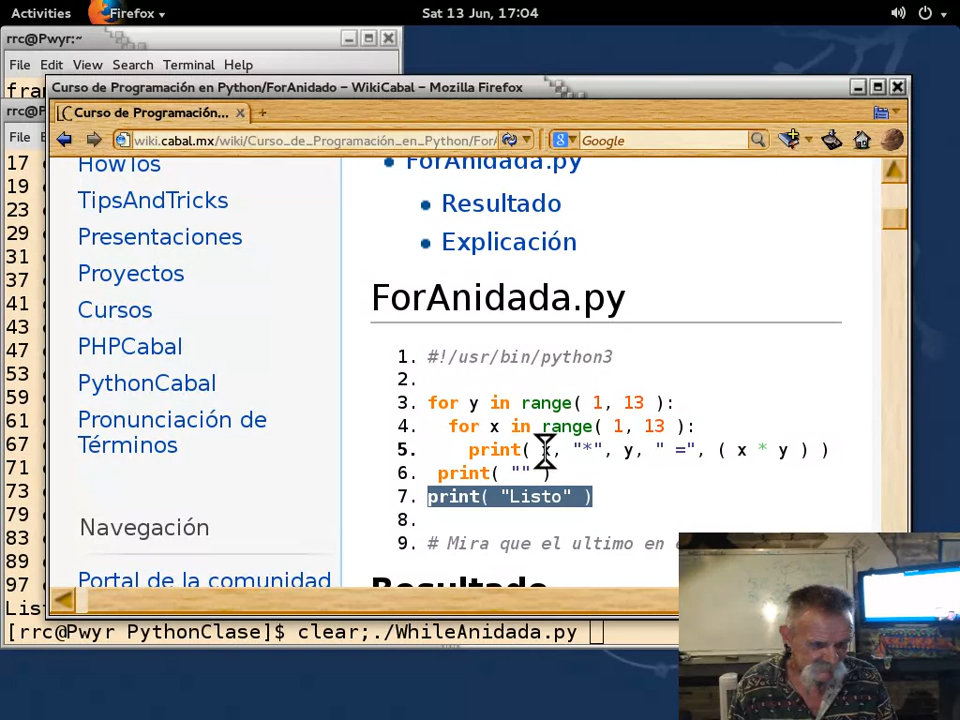 Activities Firefox Sat 13 Jun, 17:04
rrc@Pwyr:~
File Edit View Search Terminal Help
Curso de Programación en Python/ForAnidado – WikiCabal – Mozilla Firefox
Curso de Programación...
wiki.cabal.mx/wiki/Curso_de_Programación_en_Python/ForA
Google
File
17
19
23
29
31
37
41
43
47
53
59
61
67
71
73
79
83
89
97
HowTos
TipsAndTricks
Presentaciones
Proyectos
Cursos
PHPCabal
PythonCabal
Pronunciación de
Términos
Navegación
Portal de la comunidad
ForAnidada.py
Resultado
Explicación
ForAnidada.py
1. #!/usr/bin/python3
2.
3. for y in range( 1, 13 ):
4. for x in range( 1, 13 ):
5. print( x, "*", y, " =", ( x * y ) )
6. print( "" )
7. print( "Listo" )
8.
9. # Mira que el ultimo en
Resultado
[rrc@Pwyr PythonClase]$ clear;./WhileAnidada.py